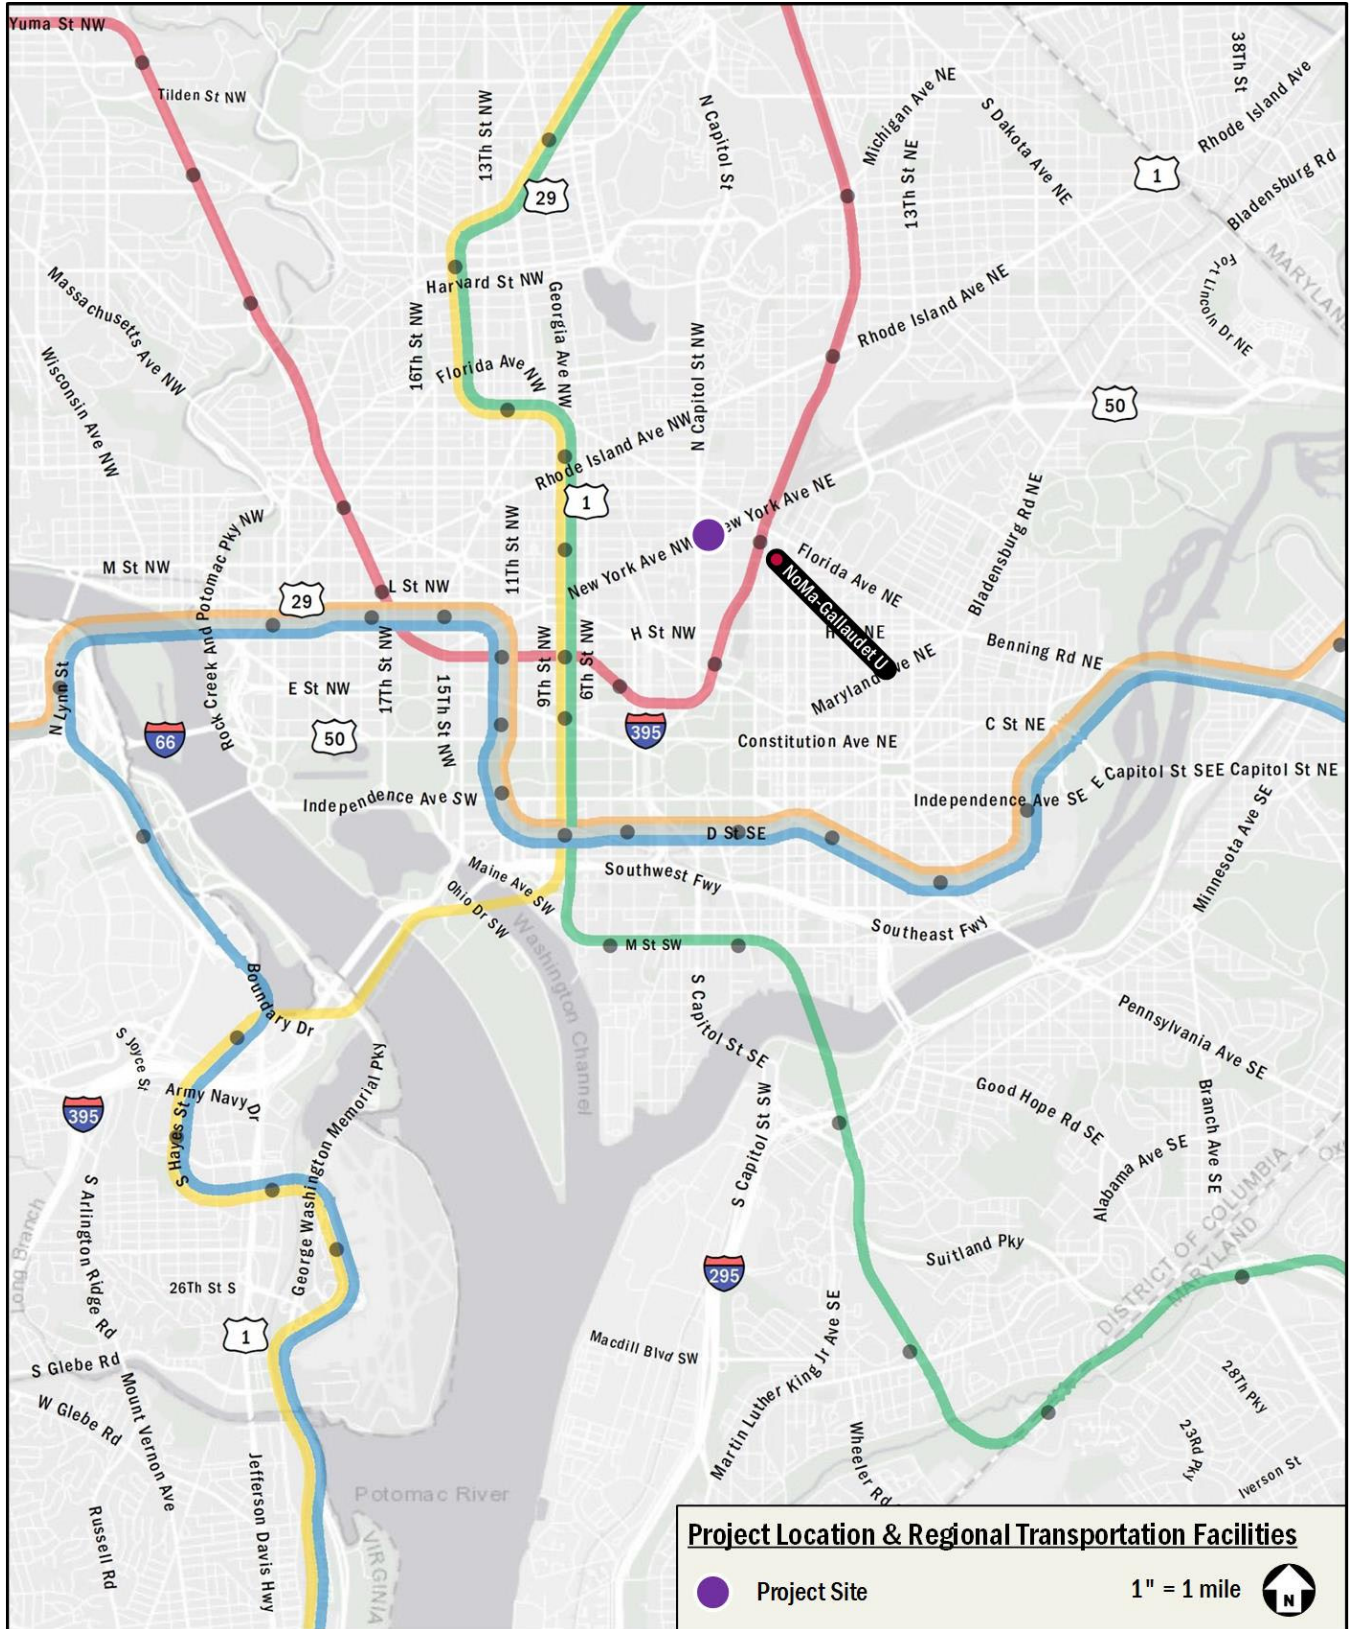 Yuma St NW
Tilden St NW
13Th St NW
N Capitol St
Michigan Ave NE
13Th St NE
S Dakota Ave NE
38Th St
Rhode Island Ave
1
Bladensburg Rd
29
MARYLAND
Fort Lincoln Dr NE
Harvard St NW
Georgia Ave NW
16Th St NW
Florida Ave NW
Massachusetts Ave NW
Wisconsin Ave NW
N Capitol St NW
Rhode Island Ave NE
50
Rhode Island Ave NW
1
11Th St NW
New York Ave NW
ew York Ave NE
Florida Ave NE
NoMa-Gallaudet U
Bladensburg Rd NE
Rock Creek And Potomac Pky NW
M St NW
29
L St NW
H St NW
H NE
Maryland ve NE
Benning Rd NE
N Lynn St
E St NW
17Th St NW
15Th St NW
9Th St NW
6Th St NW
66
50
395
Constitution Ave NE
C St NE
E Capitol St SE
E Capitol St NE
Independence Ave SW
Independence Ave SE
D St SE
Minnesota Ave SE
Maine Ave SW
Ohio Dr SW
Southwest Fwy
Southeast Fwy
Washington Channel
M St SW
Boundary Dr
S Capitol St SE
Pennsylvania Ave SE
S Joyce St
Army Navy Dr
395
S Hayes St
George Washington Memorial Pky
S Capitol St SW
Good Hope Rd SE
Branch Ave SE
Alabama Ave SE
Ox
DISTRICT OF COLUMBIA
MARYLAND
Long Branch
S Arlington Ridge Rd
26Th St S
1
295
Suitland Pky
S Glebe Rd
W Glebe Rd
Mount Vernon Ave
Macdill Blvd SW
Martin Luther King Jr Ave SE
Wheeler Rd
28Th Pky
23Rd Pky
Iverson St
Russell Rd
Jefferson Davis Hwy
Potomac River
VIRGINIA
Project Location & Regional Transportation Facilities
Project Site
1" = 1 mile
N